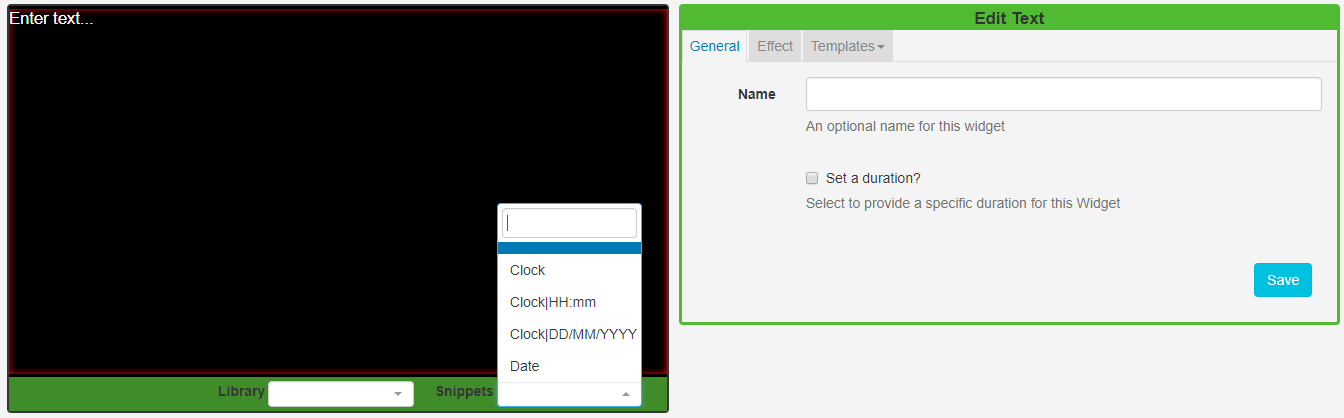 Enter text...
Clock
Clock|HH:mm
Clock|DD/MM/YYYY
Date
Library
Snippets
Edit Text
General Effect Templates
Name
An optional name for this widget
Set a duration?
Select to provide a specific duration for this Widget
Save